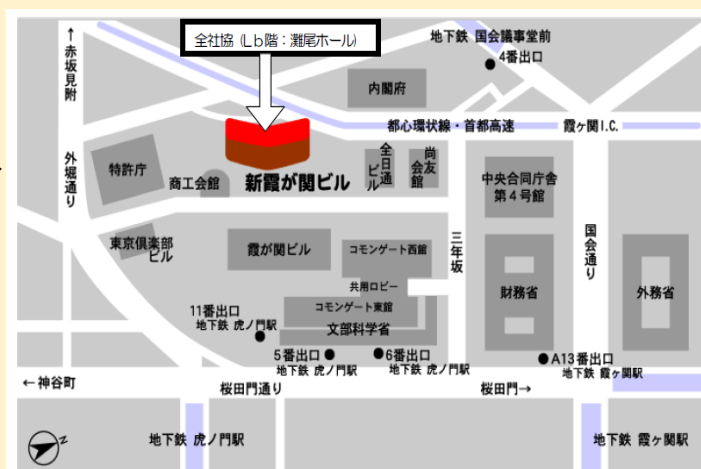 全社協（Lb階：灘尾ホール）
地下鉄 国会議事堂前
4番出口
←赤坂見附
内閣府
都心環状線・首都高速
霞ヶ関I.C.
外堀通り
特許庁
商工会館
新霞が関ビル
全日通
ビル
尚友
会館
中央合同庁舎
第４号館
東京倶楽部
ビル
霞が関ビル
コモンゲート西館
三年坂
国会通り
共用ロビー
コモンゲート東館
財務省
外務省
11番出口
地下鉄 虎ノ門駅
文部科学省
5番出口
地下鉄 虎ノ門駅
6番出口
地下鉄 虎ノ門駅
A13番出口
地下鉄 霞ヶ関駅
←神谷町
桜田門通り
桜田門→
地下鉄 虎ノ門駅
地下鉄 霞ヶ関駅
N